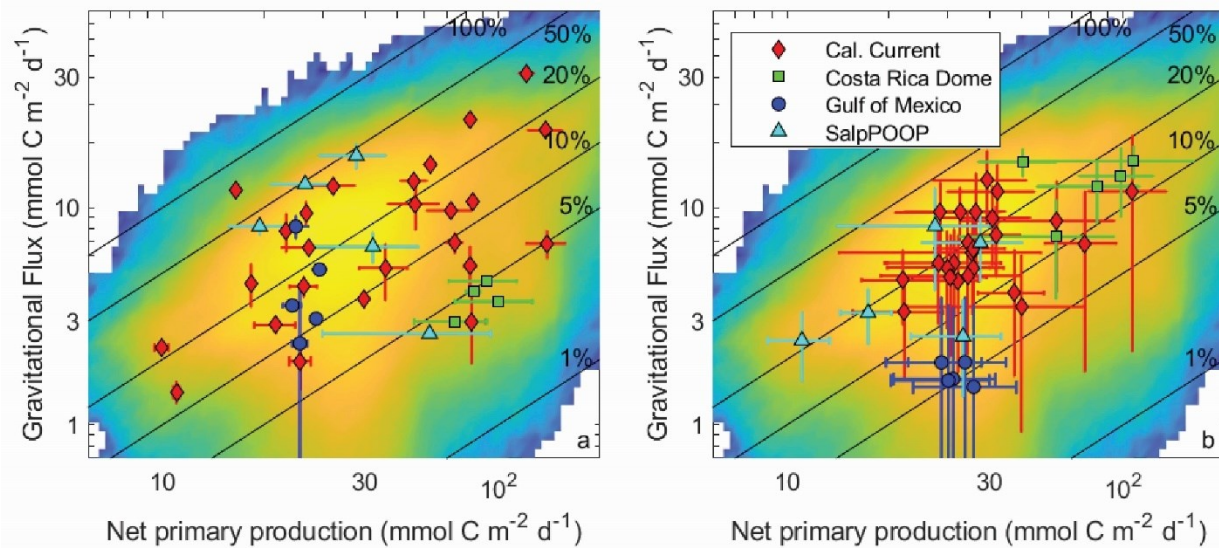 Gravitational Flux (mmol C m⁻² d⁻¹)
30
10
3
1
100%
50%
20%
10%
5%
1%
a
10
30
10²
Net primary production (mmol C m⁻² d⁻¹)
Gravitational Flux (mmol C m⁻² d⁻¹)
30
10
3
1
Cal. Current
Costa Rica Dome
Gulf of Mexico
SalpPOOP
100%
50%
20%
10%
5%
1%
b
10
30
10²
Net primary production (mmol C m⁻² d⁻¹)